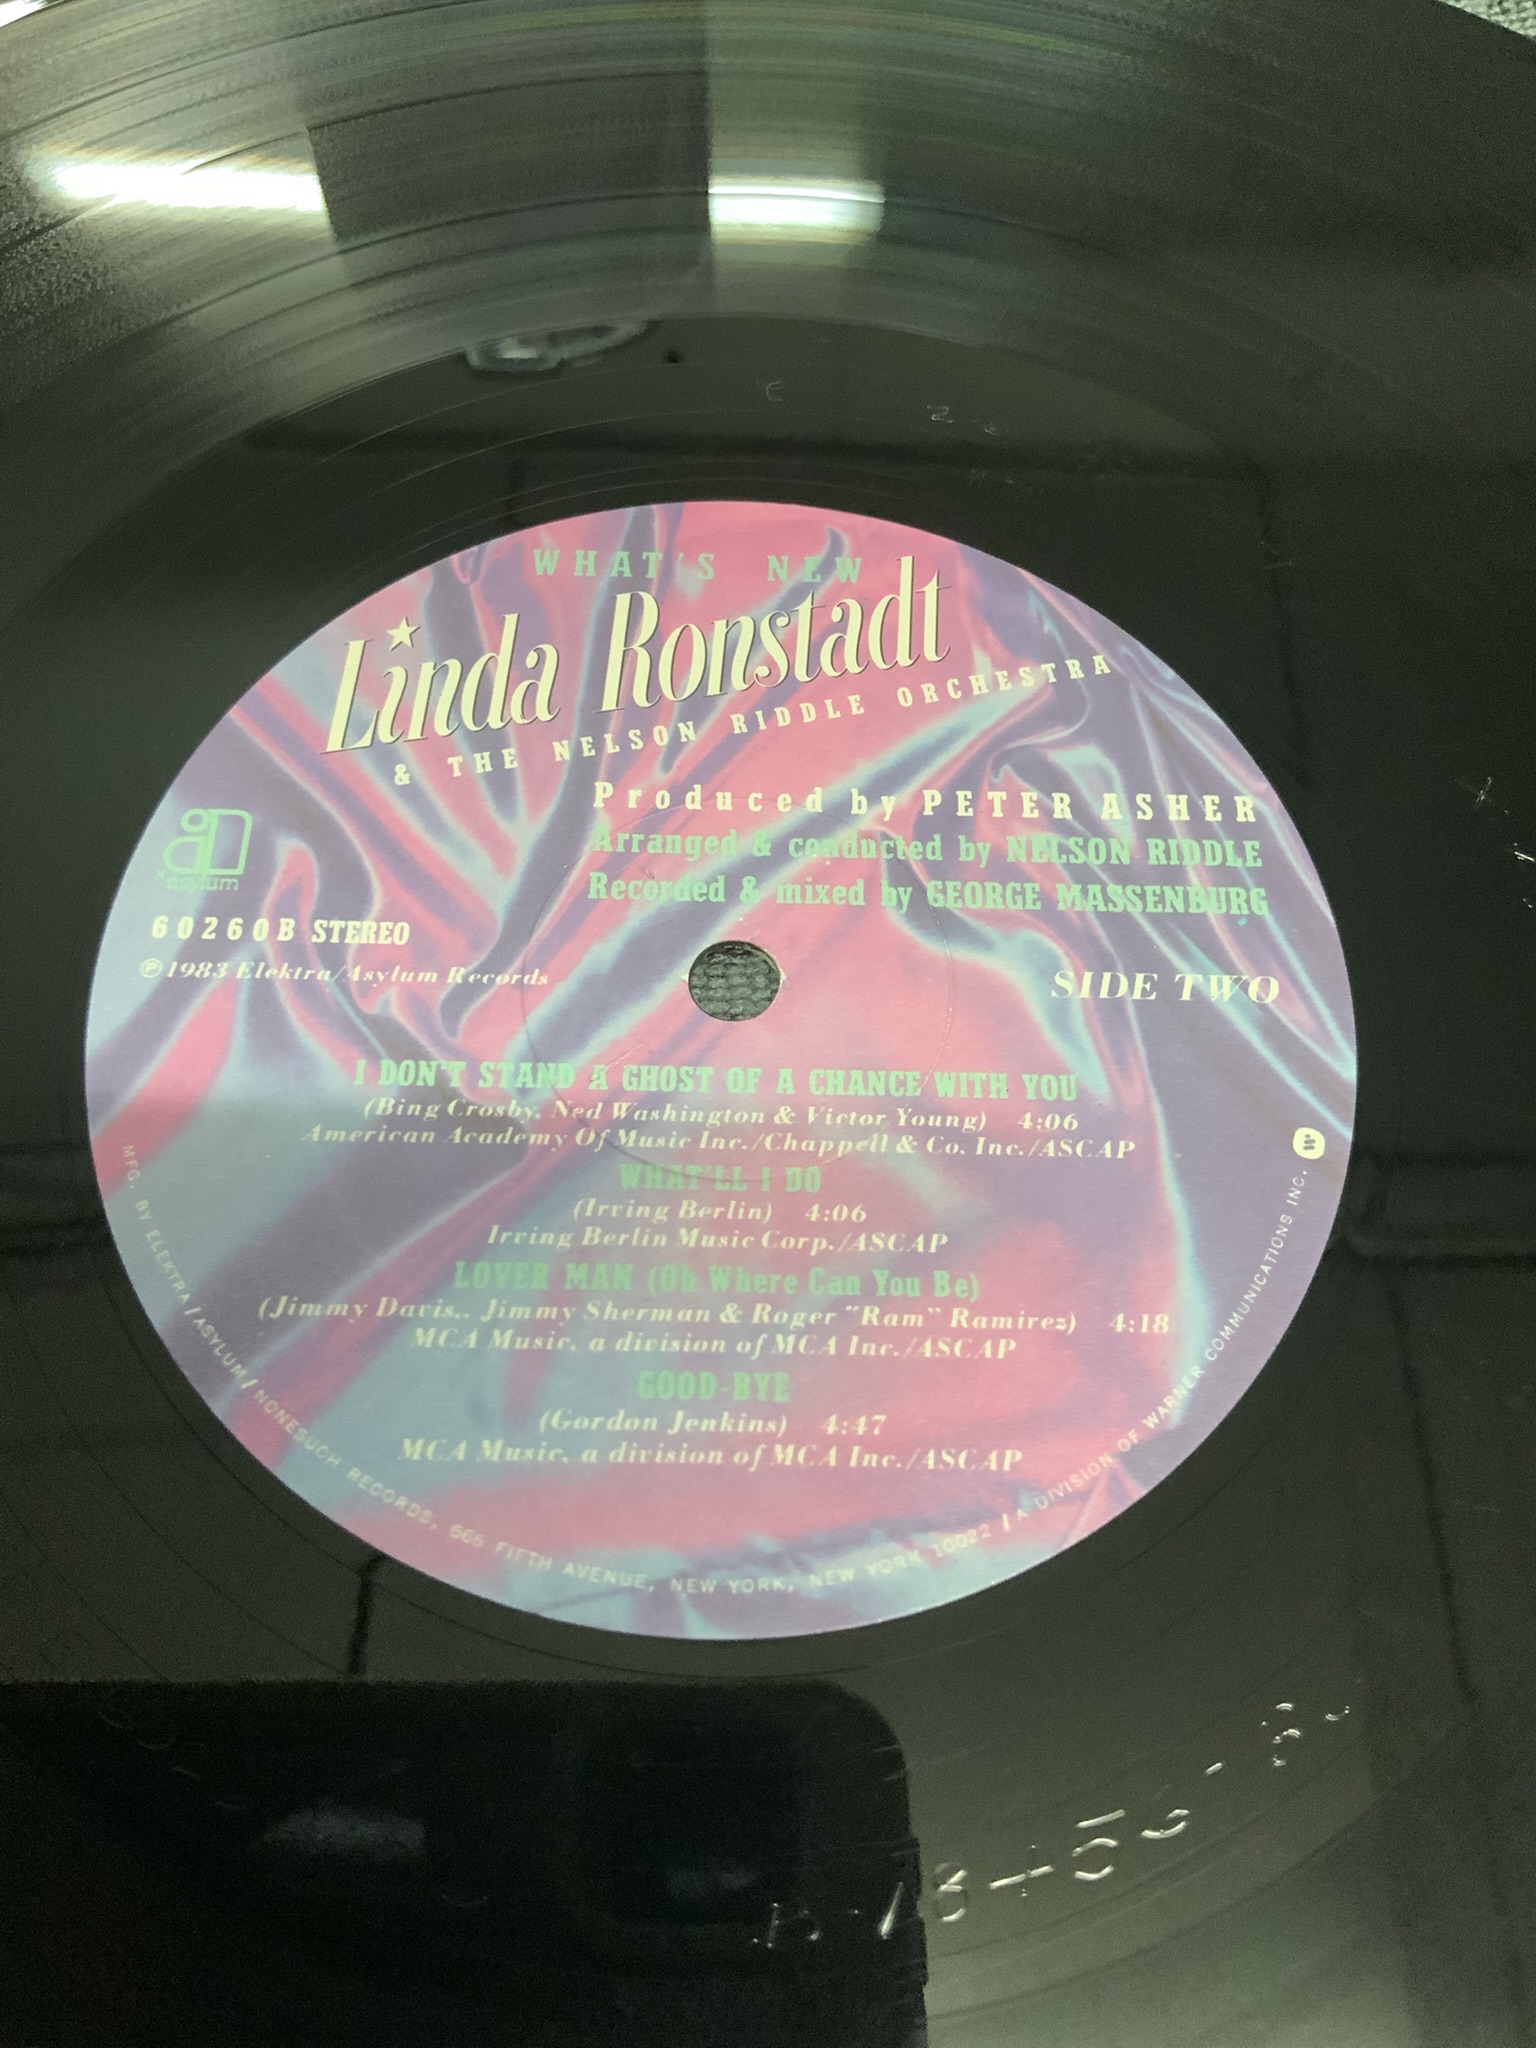 WHAT'S NEW
Linda Ronstadt
& THE NELSON RIDDLE ORCHESTRA
Produced by PETER ASHER
Arranged & conducted by NELSON RIDDLE
Recorded & mixed by GEORGE MASSENBURG
asylum
60260B STEREO
℗1983 Elektra/Asylum Records
SIDE TWO
I DON'T STAND A GHOST OF A CHANCE WITH YOU
(Bing Crosby, Ned Washington & Victor Young) 4:06
American Academy Of Music Inc./Chappell & Co. Inc./ASCAP
WHAT'LL I DO
(Irving Berlin) 4:06
Irving Berlin Music Corp./ASCAP
LOVER MAN (Oh Where Can You Be)
(Jimmy Davis,. Jimmy Sherman & Roger "Ram" Ramirez) 4:18
MCA Music, a division of MCA Inc./ASCAP
GOOD-BYE
(Gordon Jenkins) 4:47
MCA Music, a division of MCA Inc./ASCAP
MFG. BY ELEKTRA/ASYLUM/NONESUCH RECORDS, 665 FIFTH AVENUE, NEW YORK, NEW YORK 10022 / A DIVISION OF WARNER COMMUNICATIONS INC.